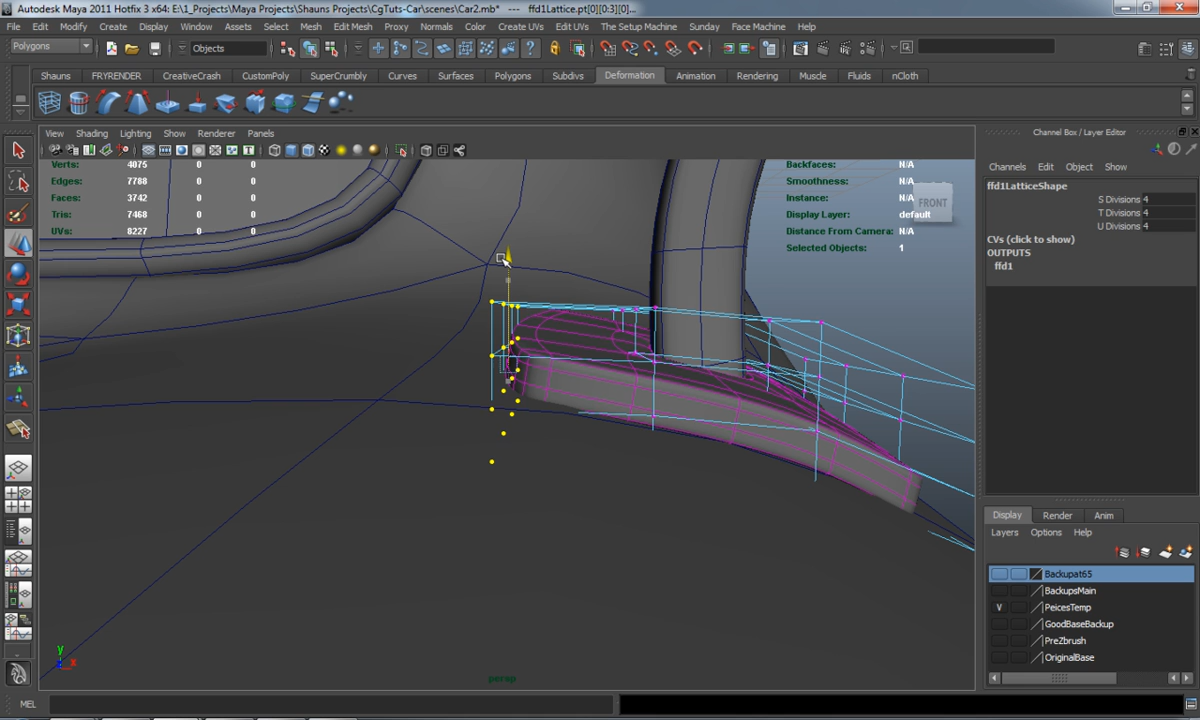 Autodesk Maya 2011 Hotfix 3 x64: E:\1_Projects\Maya Projects\Shauns Projects\CgTuts-Car\scenes\Car2.mb* --- ffd1Lattice.pt[0][0:3][0]...
File Edit Modify Create Display Window Assets Select Mesh Edit Mesh Proxy Normals Color Create UVs Edit UVs The Setup Machine Sunday Face Machine Help
Polygons Objects
Shauns FRYRENDER CreativeCrash CustomPoly SuperCrumbly Curves Surfaces Polygons Subdivs Deformation Animation Rendering Muscle Fluids nCloth
View Shading Lighting Show Renderer Panels
Channel Box / Layer Editor
Channels Edit Object Show
Verts: 4075 0 0
Edges: 7788 0 0
Faces: 3742 0 0
Tris: 7468 0 0
UVs: 8227 0 0
Backfaces: N/A
Smoothness: N/A
Instance: N/A
Display Layer: default
Distance From Camera: N/A
Selected Objects: 1
FRONT
ffd1LatticeShape
S Divisions 4
T Divisions 4
U Divisions 4
CVs (click to show)
OUTPUTS
ffd1
Display Render Anim
Layers Options Help
Backupat65
BackupsMain
V PeicesTemp
GoodBaseBackup
PreZbrush
OriginalBase
y
x
persp
MEL